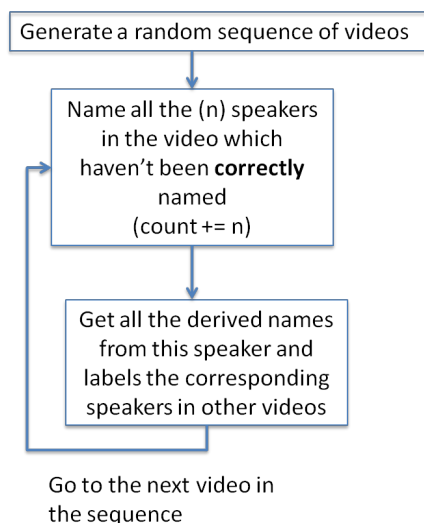 Generate a random sequence of videos
Name all the (n) speakers
in the video which
haven't been correctly
named
(count += n)
Get all the derived names
from this speaker and
labels the corresponding
speakers in other videos
Go to the next video in
the sequence